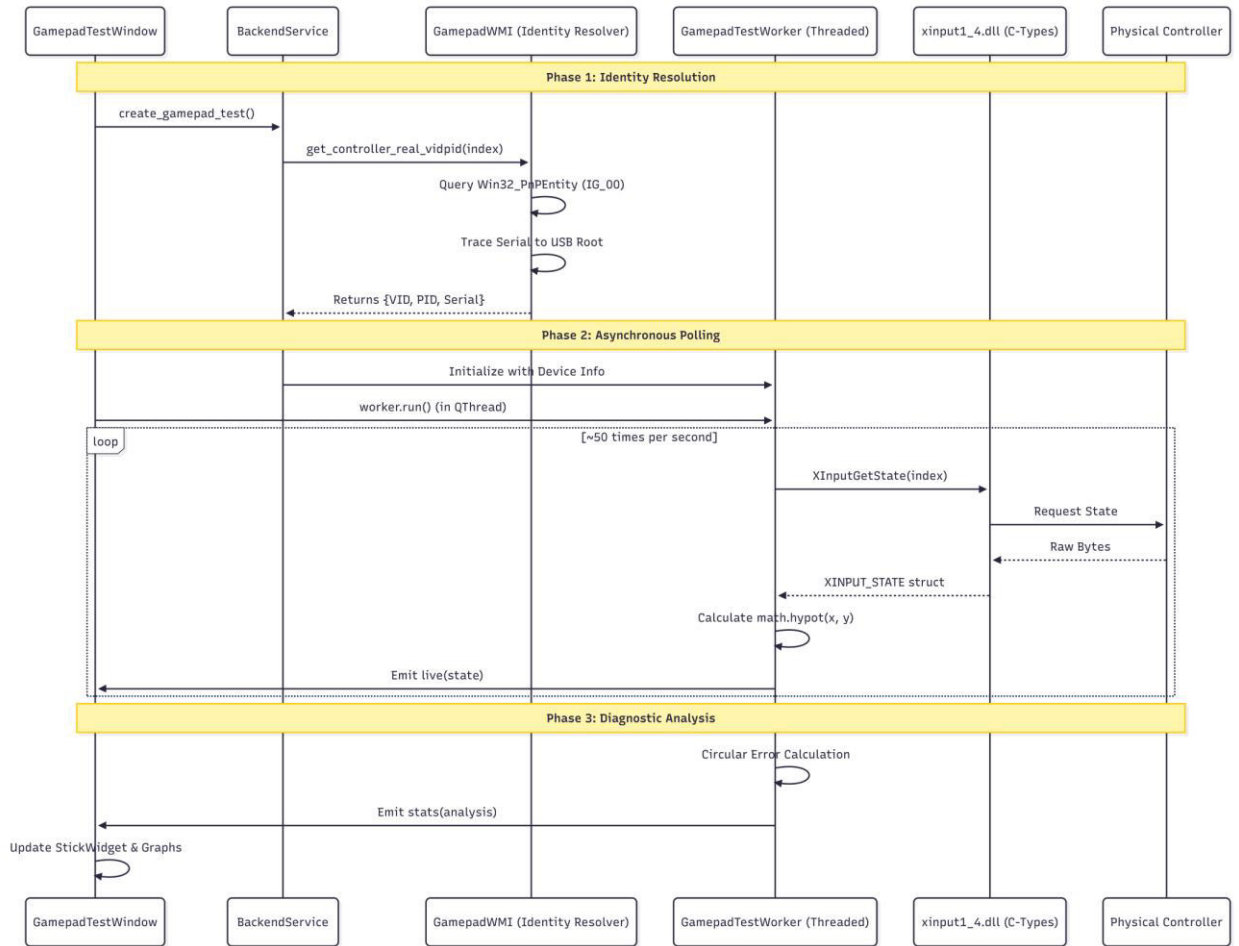 GamepadTestWindow
BackendService
GamepadWMI (Identity Resolver)
GamepadTestWorker (Threaded)
xinput1_4.dll (C-Types)
Physical Controller
Phase 1: Identity Resolution
create_gamepad_test()
get_controller_real_vidpid(index)
Query Win32_PnPEntity (IG_00)
Trace Serial to USB Root
Returns {VID, PID, Serial}
Phase 2: Asynchronous Polling
Initialize with Device Info
worker.run() (in QThread)
loop
[~50 times per second]
XInputGetState(index)
Request State
Raw Bytes
XINPUT_STATE struct
Calculate math.hypot(x, y)
Emit live(state)
Phase 3: Diagnostic Analysis
Circular Error Calculation
Emit stats(analysis)
Update StickWidget & Graphs
GamepadTestWindow
BackendService
GamepadWMI (Identity Resolver)
GamepadTestWorker (Threaded)
xinput1_4.dll (C-Types)
Physical Controller